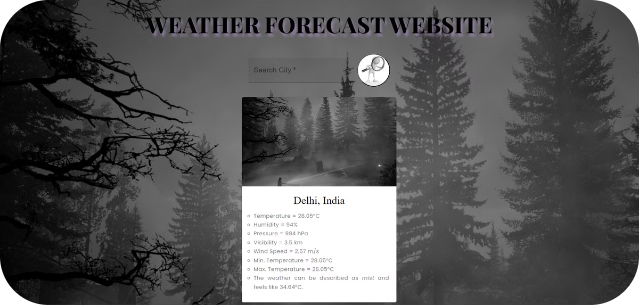 WEATHER FORECAST WEBSITE
Search City *
Delhi, India
Temperature = 28.05°C
Humidity = 94%
Pressure = 994 hPa
Visibility = 3.5 km
Wind Speed = 2.57 m/s
Min. Temperature = 28.05°C
Max. Temperature = 28.05°C
The weather can be described as mist and
feels like 34.64°C.